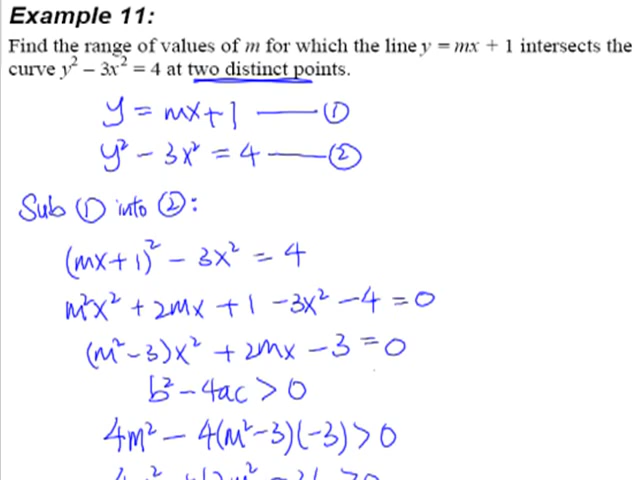 Example 11:
Find the range of values of m for which the line y = mx + 1 intersects the
curve y² − 3x² = 4 at two distinct points.
y = mx+1 —— ①
y² − 3x² = 4 —— ②
Sub ① into ②:
(mx+1)² − 3x² = 4
m²x² + 2mx + 1 − 3x² − 4 = 0
(m²−3)x² + 2mx − 3 = 0
b² − 4ac > 0
4m² − 4(m²−3)(−3) > 0